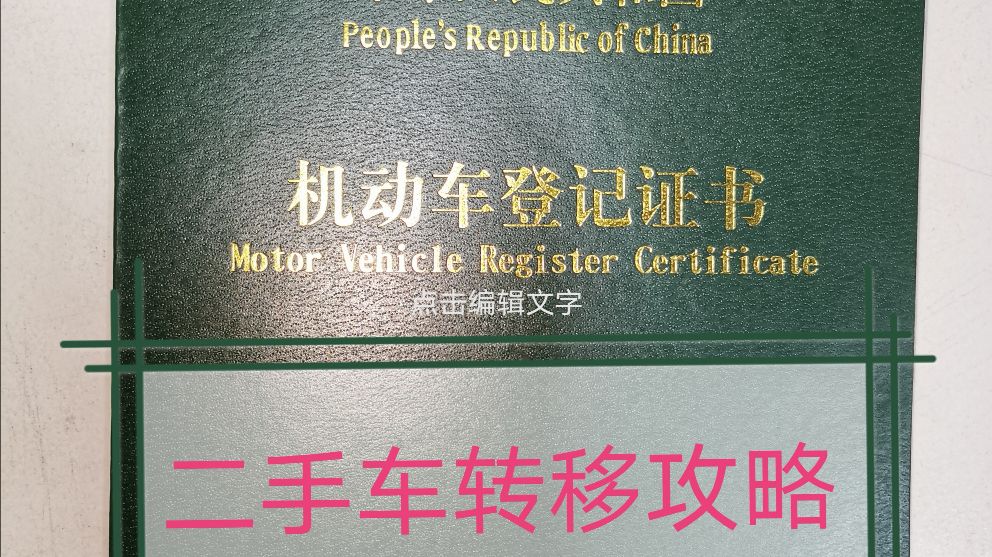 People's Republic of China
机动车登记证书
Motor Vehicle Register Certificate
点击编辑文字
二手车转移攻略